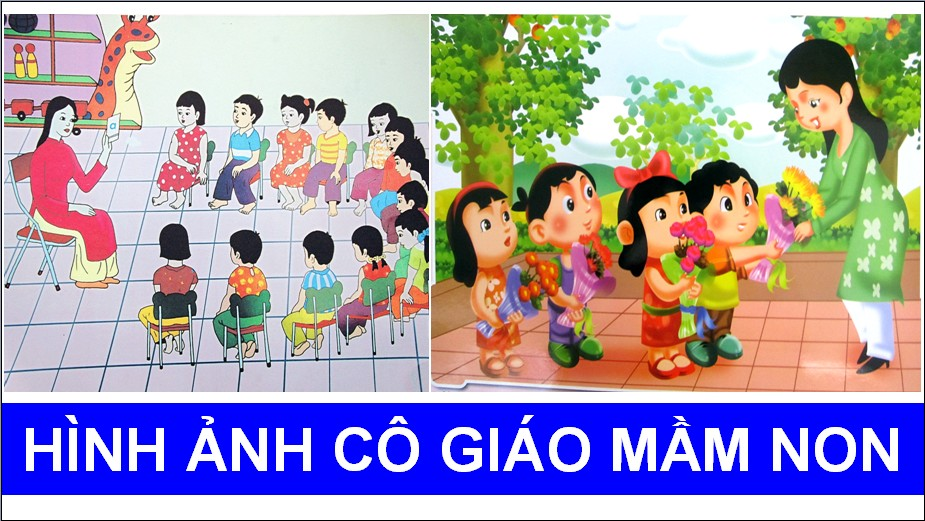 HÌNH ẢNH CÔ GIÁO MẦM NON